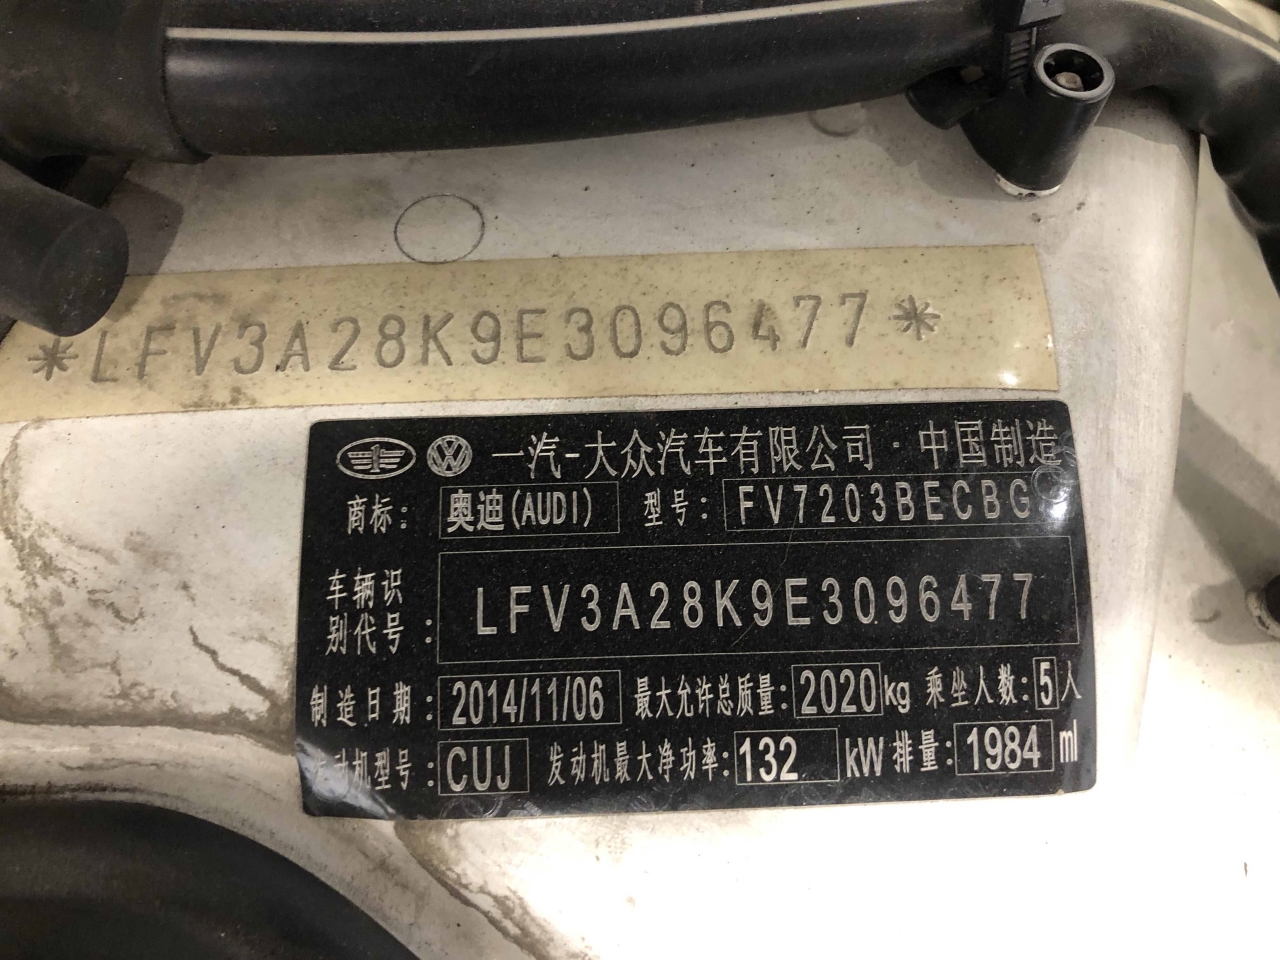 *LFV3A28K9E3096477*
一汽-大众汽车有限公司·中国制造
商标: 奥迪(AUDI) 型号: FV7203BECBG
车辆识别代号: LFV3A28K9E3096477
制造日期: 2014/11/06 最大允许总质量: 2020kg 乘坐人数: 5人
发动机型号: CUJ 发动机最大净功率: 132 kW 排量: 1984 ml